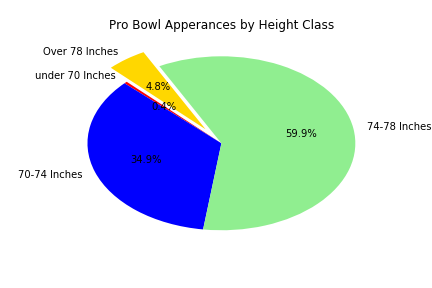 Pro Bowl Apperances by Height Class
Over 78 Inches
under 70 Inches
4.8%
0.4%
74-78 Inches
59.9%
34.9%
70-74 Inches